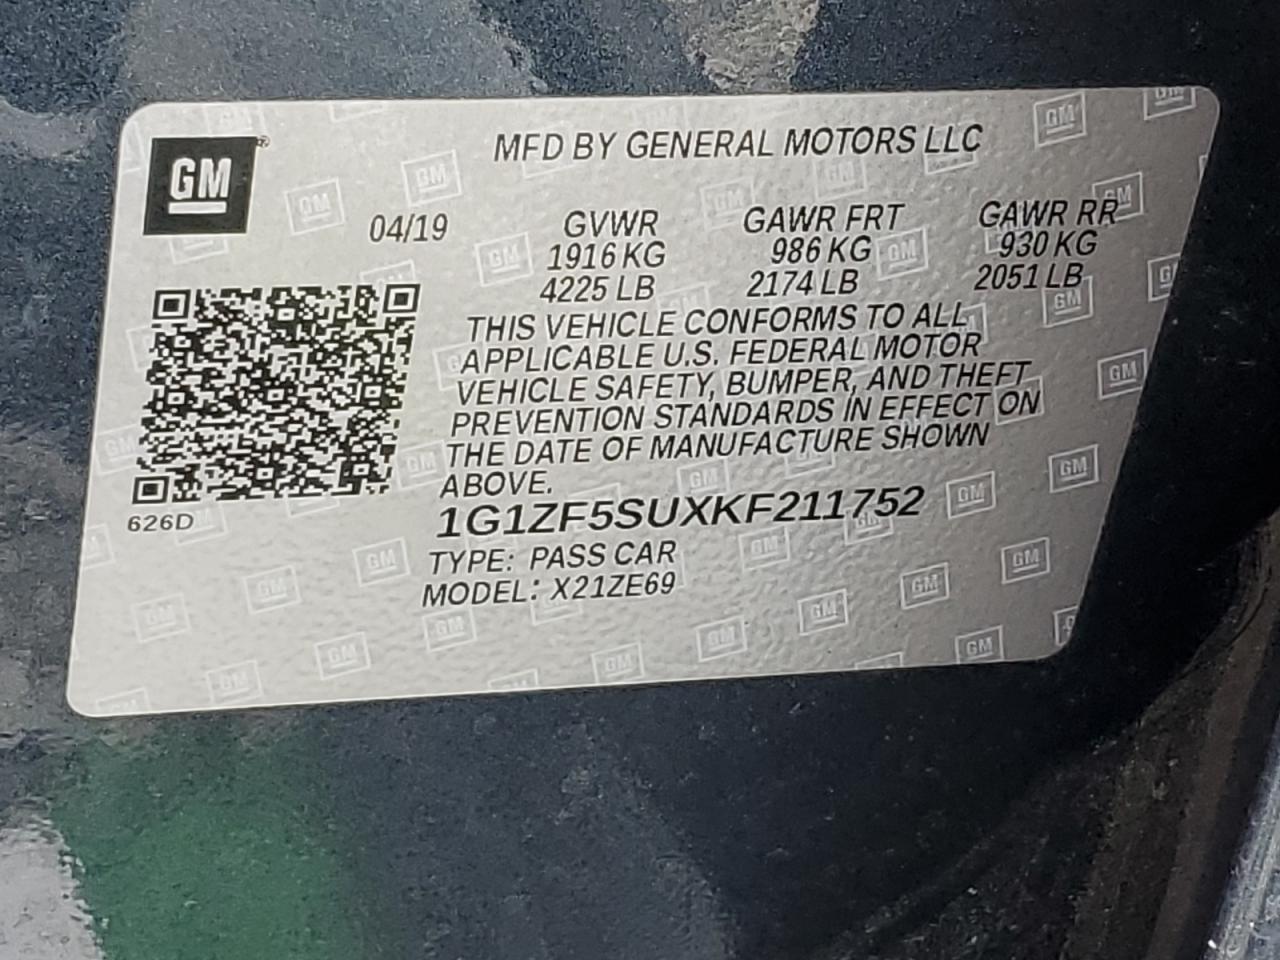 GM
MFD BY GENERAL MOTORS LLC
04/19
GVWR
1916 KG
4225 LB
GAWR FRT
986 KG
2174 LB
GAWR RR
930 KG
2051 LB
THIS VEHICLE CONFORMS TO ALL
APPLICABLE U.S. FEDERAL MOTOR
VEHICLE SAFETY, BUMPER, AND THEFT
PREVENTION STANDARDS IN EFFECT ON
THE DATE OF MANUFACTURE SHOWN
ABOVE.
626D
1G1ZF5SUXKF211752
TYPE: PASS CAR
MODEL: X21ZE69